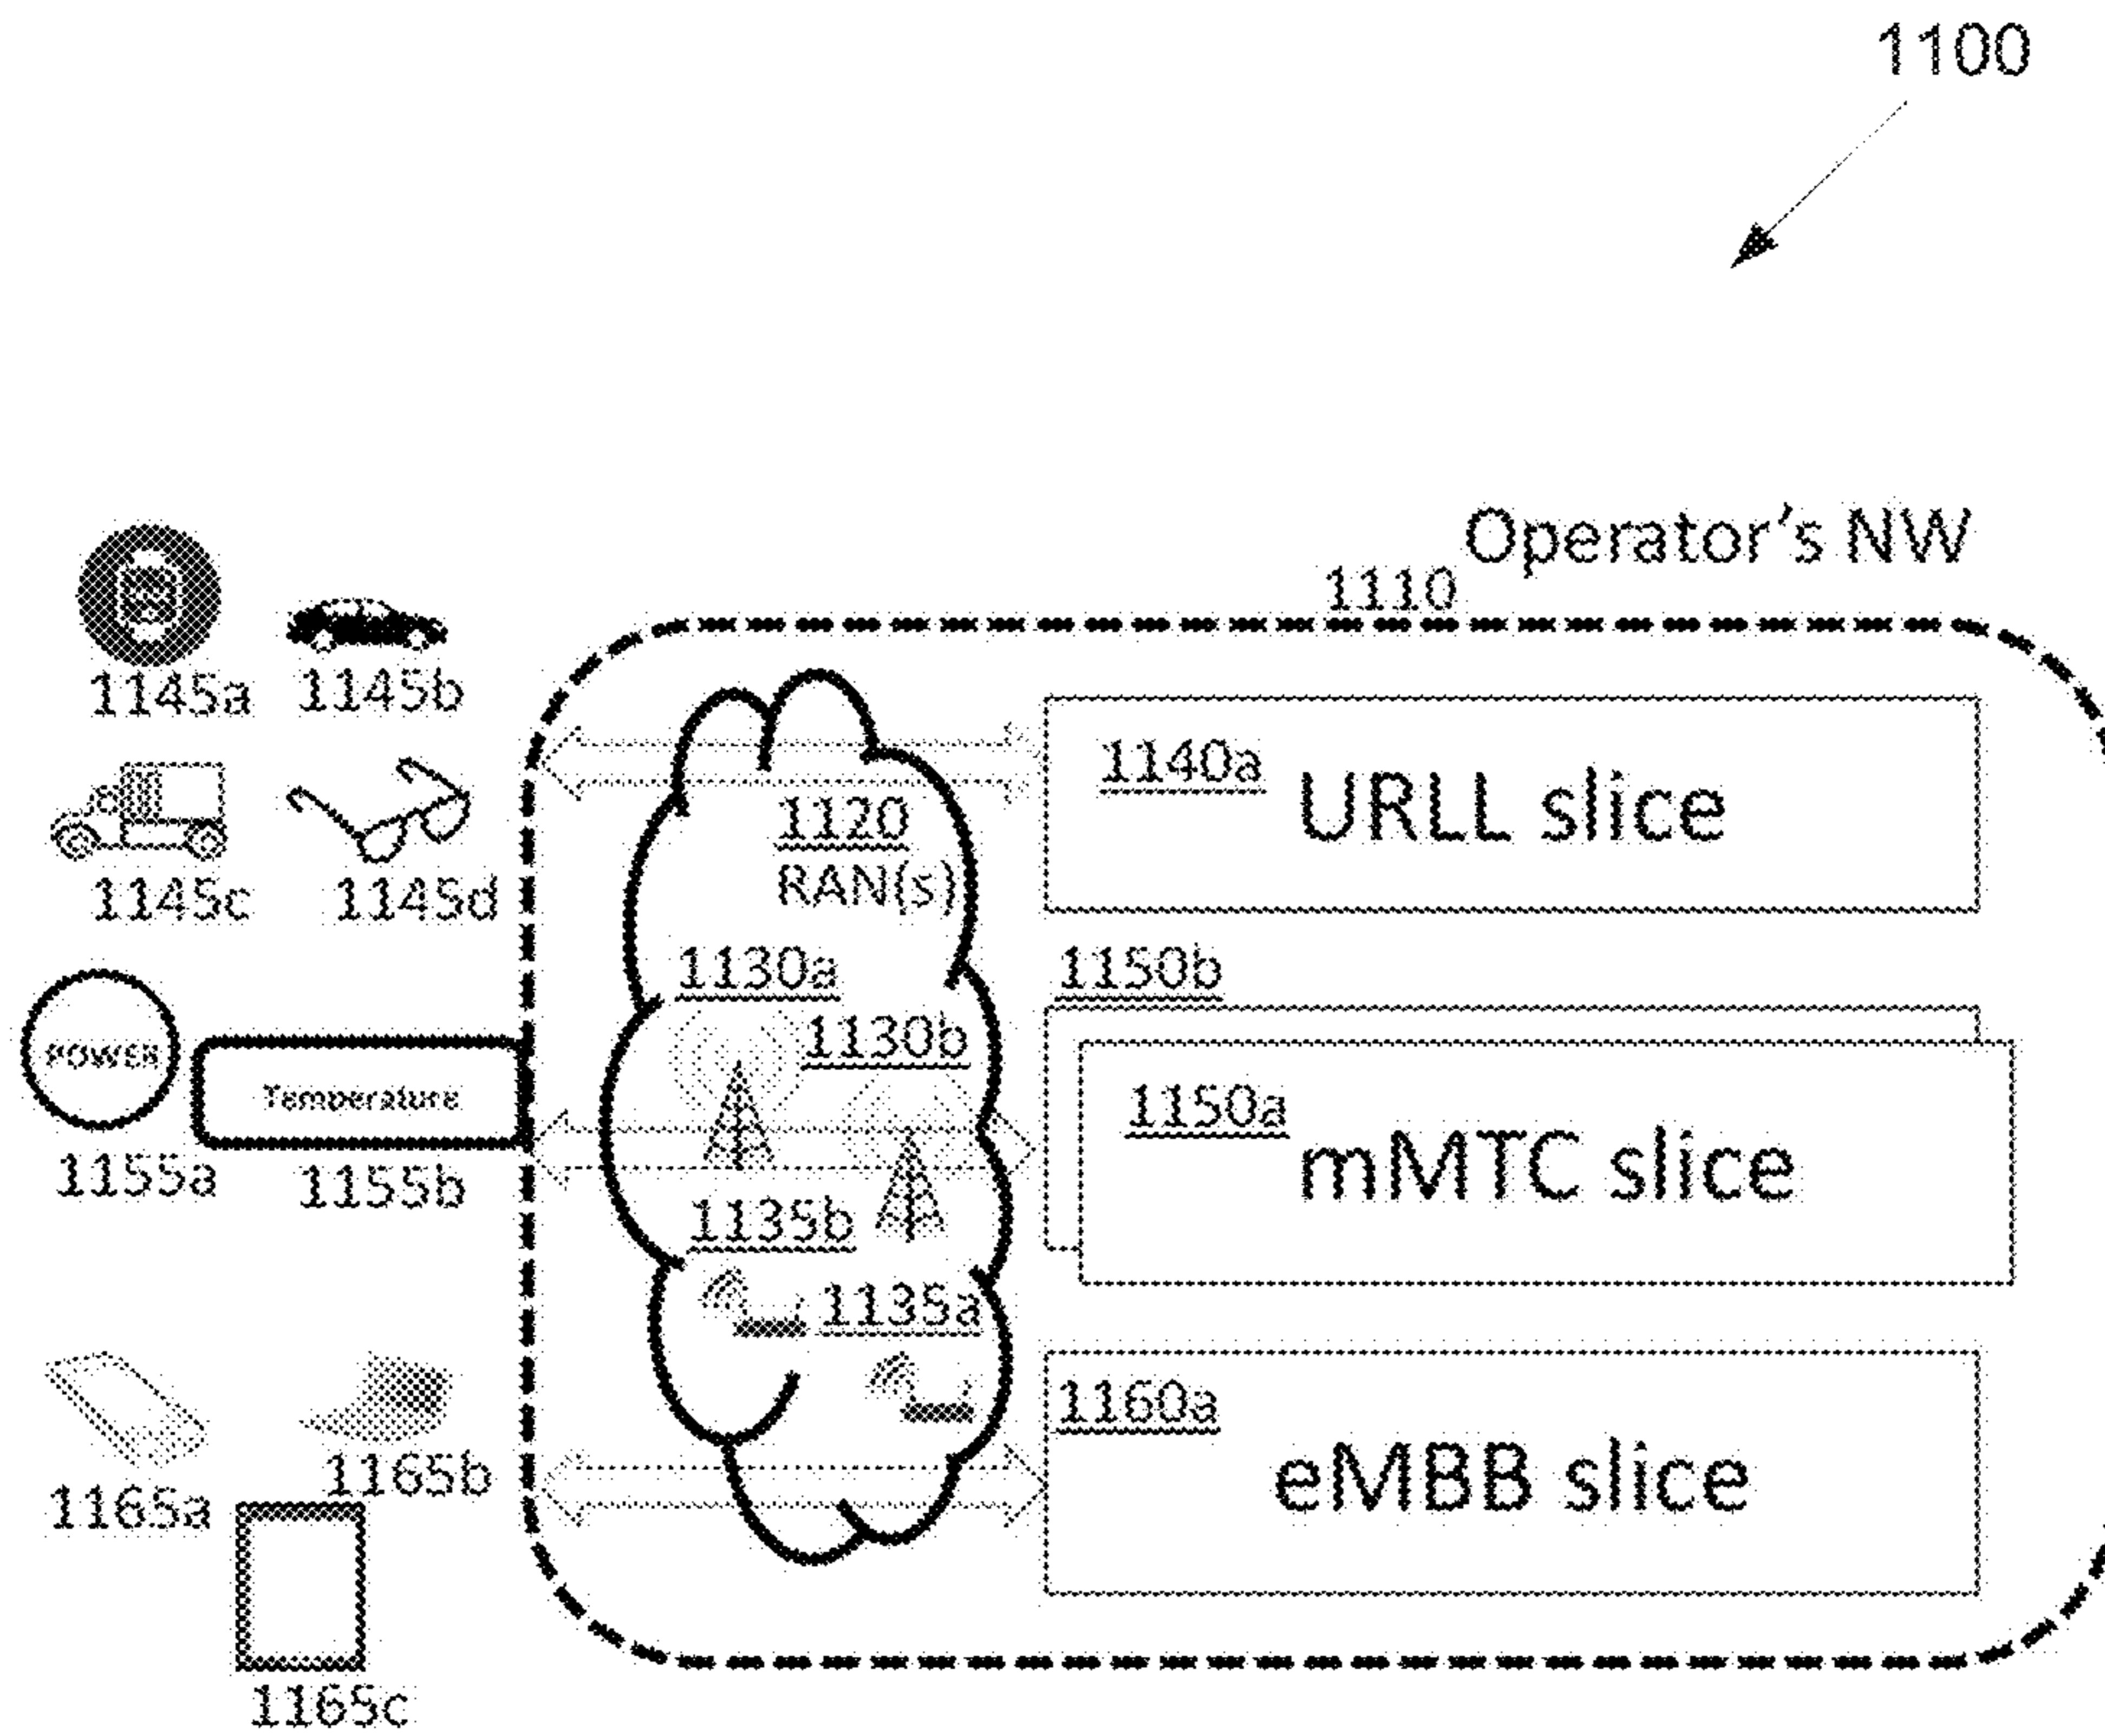 1100
Operator's NW
1110
1145a
1145b
1140a
URLL slice
1120
RAN(s)
1145c
1145d
1130a
1150b
1130b
POWER
Temperature
1150a
mMTC slice
1155a
1155b
1135b
1135a
1160a
eMBB slice
1165b
1165a
1165c